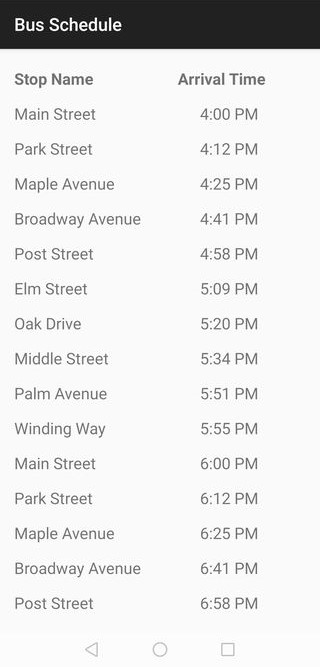 Bus Schedule
Stop Name Arrival Time
Main Street 4:00 PM
Park Street 4:12 PM
Maple Avenue 4:25 PM
Broadway Avenue 4:41 PM
Post Street 4:58 PM
Elm Street 5:09 PM
Oak Drive 5:20 PM
Middle Street 5:34 PM
Palm Avenue 5:51 PM
Winding Way 5:55 PM
Main Street 6:00 PM
Park Street 6:12 PM
Maple Avenue 6:25 PM
Broadway Avenue 6:41 PM
Post Street 6:58 PM